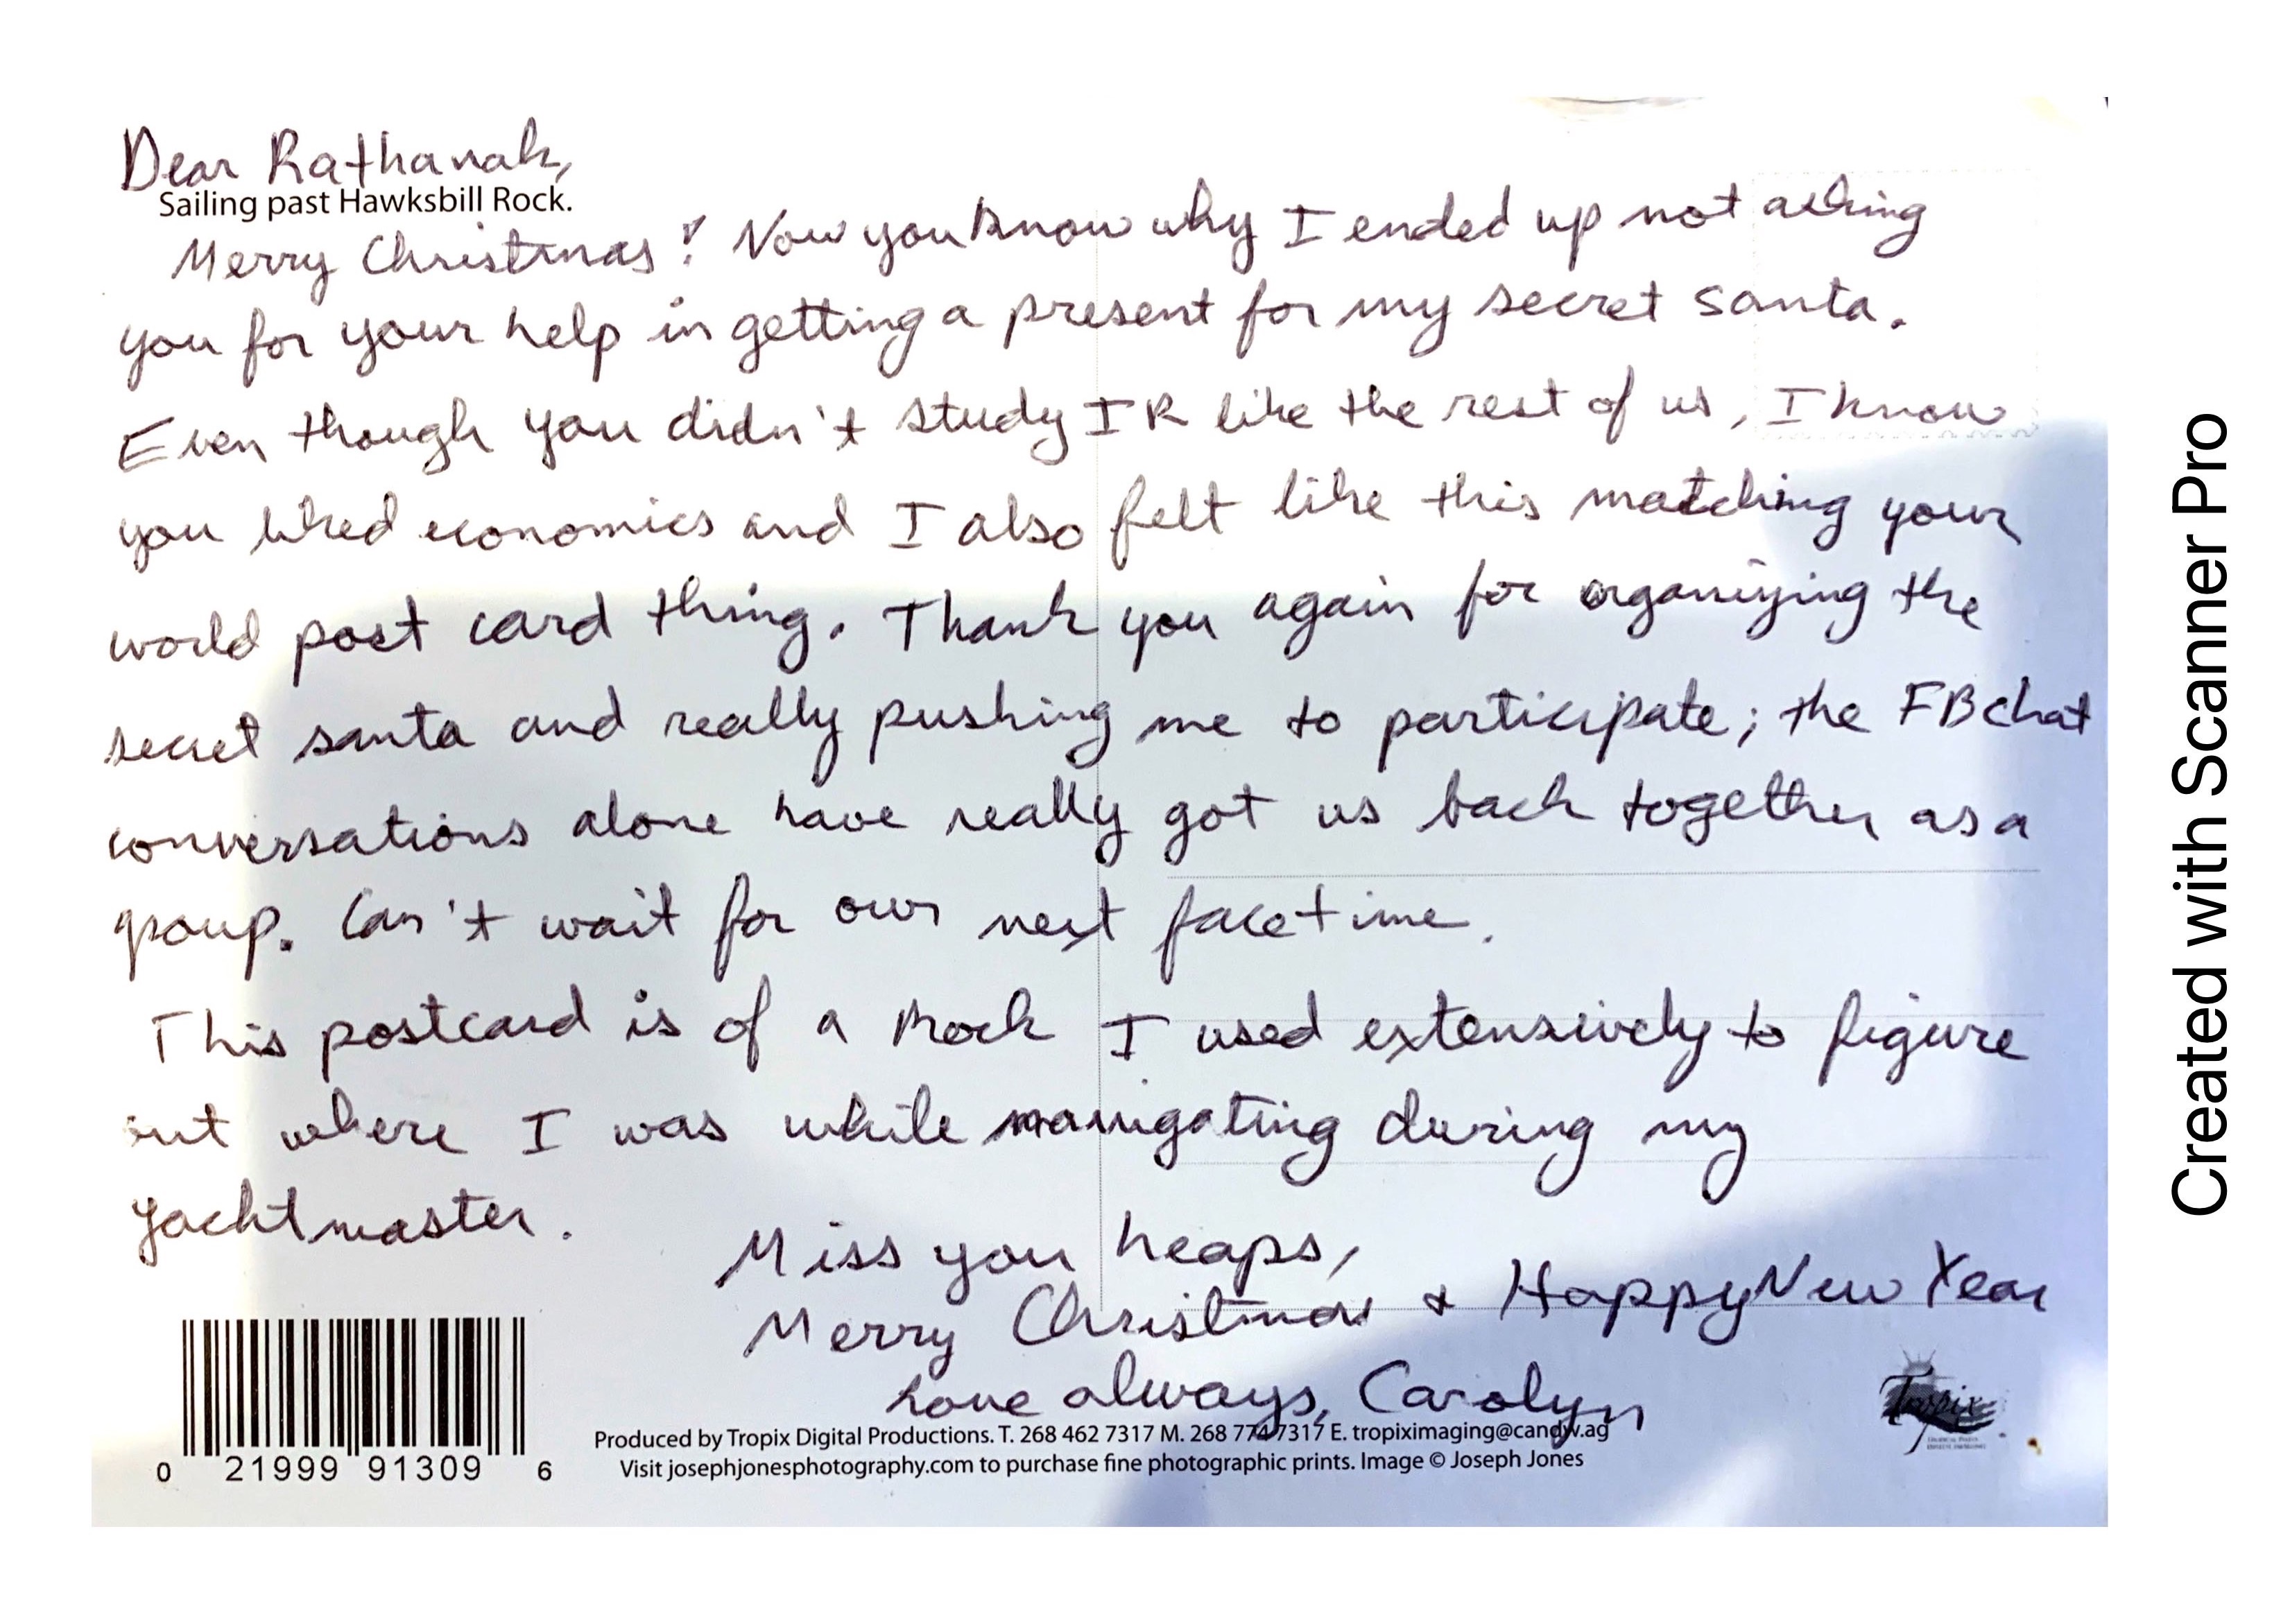 Dear Rathanak,
Sailing past Hawksbill Rock.
Merry Christmas! Now you know why I ended up not asking
you for your help in getting a present for my secret santa.
Even though you didn't study IR like the rest of us, I know
you liked economics and I also felt like this matching your
world post card thing. Thank you again for organizing the
secret santa and really pushing me to participate; the FB chat
conversations alone have really got us back together as a
group. Can't wait for our next facetime.
This postcard is of a Rock I used extensively to figure
out where I was while navigating during my
yachtmaster.
Miss you heaps,
Merry Christmas & Happy New Year
Love always, Carolyn
Tropix
Produced by Tropix Digital Productions. T. 268 462 7317 M. 268 774 7317 E. tropiximaging@candw.ag
Visit josephjonesphotography.com to purchase fine photographic prints. Image © Joseph Jones
0 21999 91309 6
Created with Scanner Pro